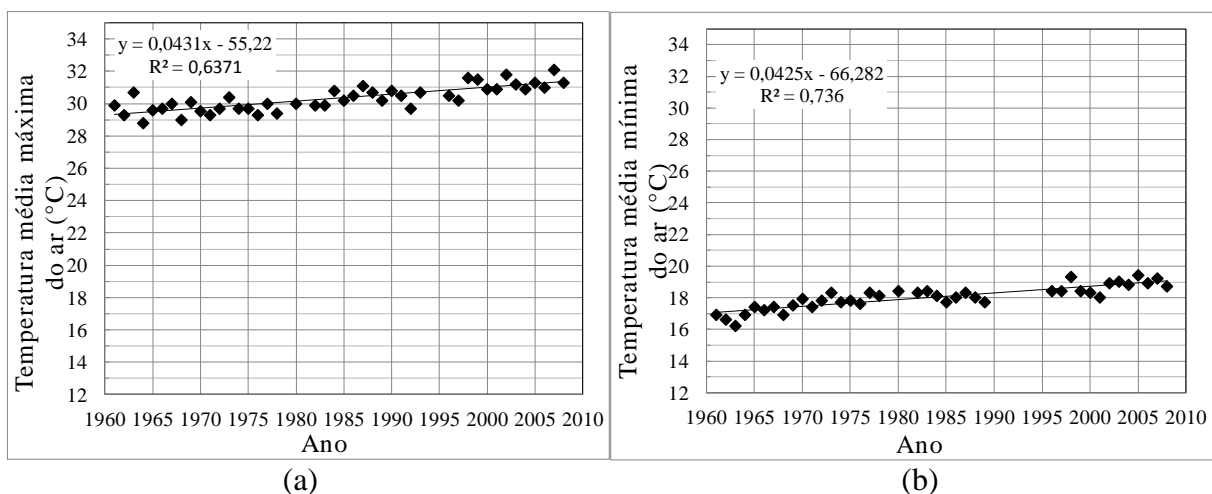 y = 0,0431x - 55,22
R² = 0,6371
34
32
30
28
26
24
22
20
18
16
14
12
Temperatura média máxima
do ar (°C)
1960 1965 1970 1975 1980 1985 1990 1995 2000 2005 2010
Ano
(a)
y = 0,0425x - 66,282
R² = 0,736
34
32
30
28
26
24
22
20
18
16
14
12
Temperatura média mínima
do ar (°C)
1960 1965 1970 1975 1980 1985 1990 1995 2000 2005 2010
Ano
(b)